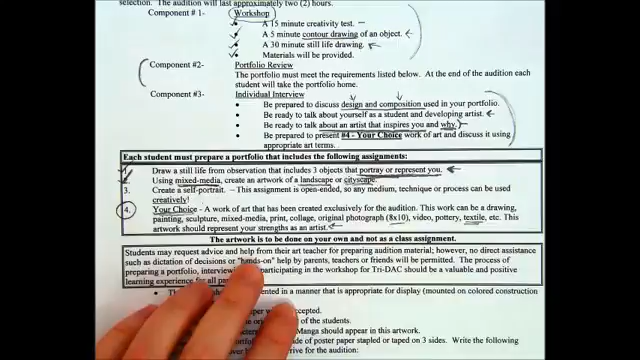 selection. The audition will last approximately two (2) hours.
Component # 1- Workshop
• A 15 minute creativity test.
• A 5 minute contour drawing of an object.
• A 30 minute still life drawing.
• Materials will be provided.
Component #2- Portfolio Review
The portfolio must meet the requirements listed below. At the end of the audition each
student will take the portfolio home.
Component #3- Individual Interview
• Be prepared to discuss design and composition used in your portfolio.
• Be ready to talk about yourself as a student and developing artist.
• Be ready to talk about an artist that inspires you and why.
• Be prepared to present #4 - Your Choice work of art and discuss it using
appropriate art terms.
Each student must prepare a portfolio that includes the following assignments:
1. Draw a still life from observation that includes 3 objects that portray or represent you.
2. Using mixed-media, create an artwork of a landscape or cityscape.
3. Create a self-portrait. – This assignment is open-ended, so any medium, technique or process can be used
creatively!
4. Your Choice - A work of art that has been created exclusively for the audition. This work can be a drawing,
painting, sculpture, mixed-media, print, collage, original photograph (8x10), video, pottery, textile, etc. This
artwork should represent your strengths as an artist.
The artwork is to be done on your own and not as a class assignment.
Students may request advice and help from their art teacher for preparing audition material; however, no direct assistance
such as dictation of decisions or "hands-on" help by parents, teachers or friends will be permitted. The process of
preparing a portfolio, interview participating in the workshop for Tri-DAC should be a valuable and positive
learning experience for all
• The in a manner that is appropriate for display (mounted on colored construction
accepted.
of the students.
Manga should appear in this artwork.
of poster paper stapled or taped on 3 sides. Write the following
for the audition: